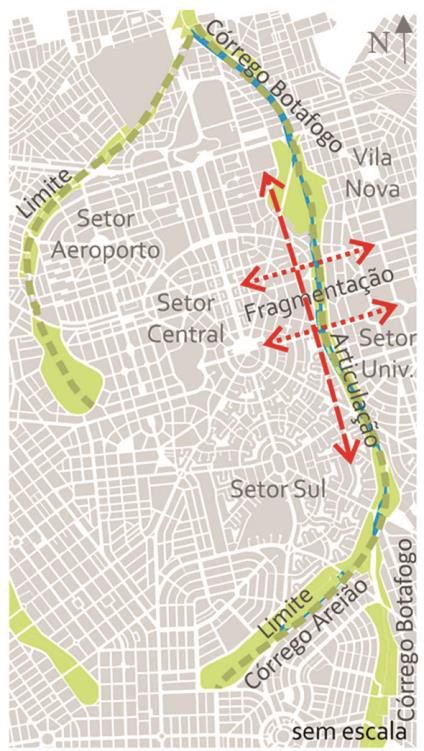 Córrego Botafogo
N
Vila
Nova
Limite
Setor
Aeroporto
Setor
Central
Fragmentação
Setor
Univ.
Articulação
Setor Sul
Limite
Córrego Areião
Córrego Botafogo
sem escala